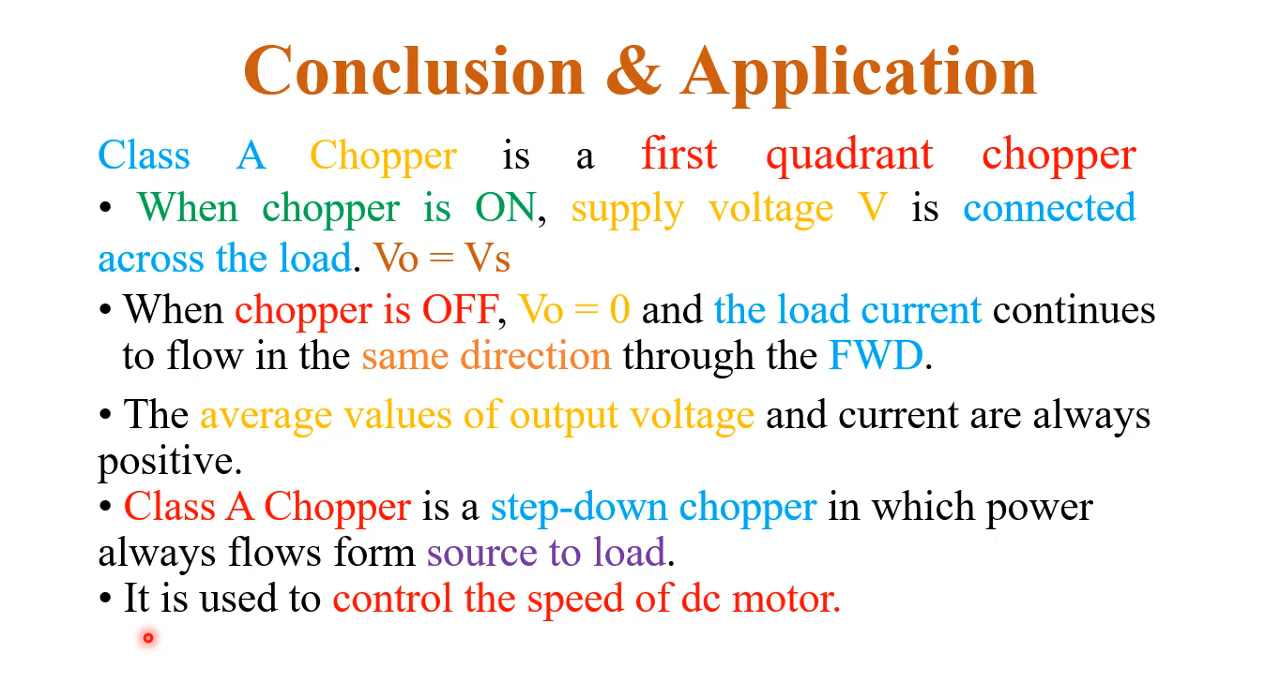 Conclusion & Application
Class A Chopper is a first quadrant chopper
• When chopper is ON, supply voltage V is connected
across the load. Vo = Vs
• When chopper is OFF, Vo = 0 and the load current continues
to flow in the same direction through the FWD.
• The average values of output voltage and current are always
positive.
• Class A Chopper is a step-down chopper in which power
always flows form source to load.
• It is used to control the speed of dc motor.